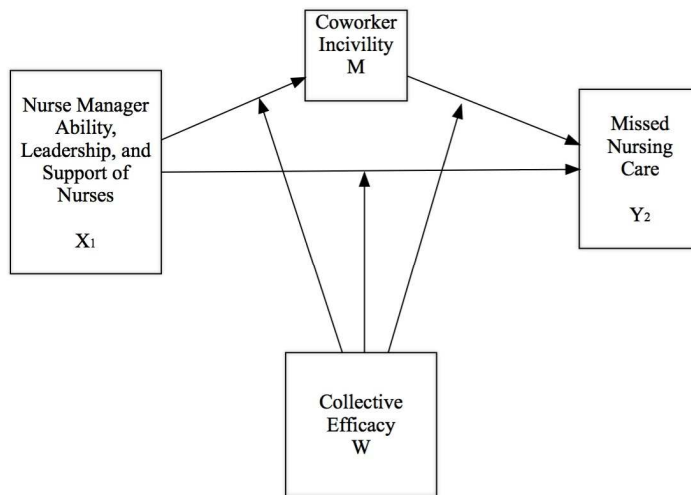 Coworker
Incivility
M
Nurse Manager
Ability,
Leadership, and
Support of
Nurses
X1
Missed
Nursing
Care
Y2
Collective
Efficacy
W